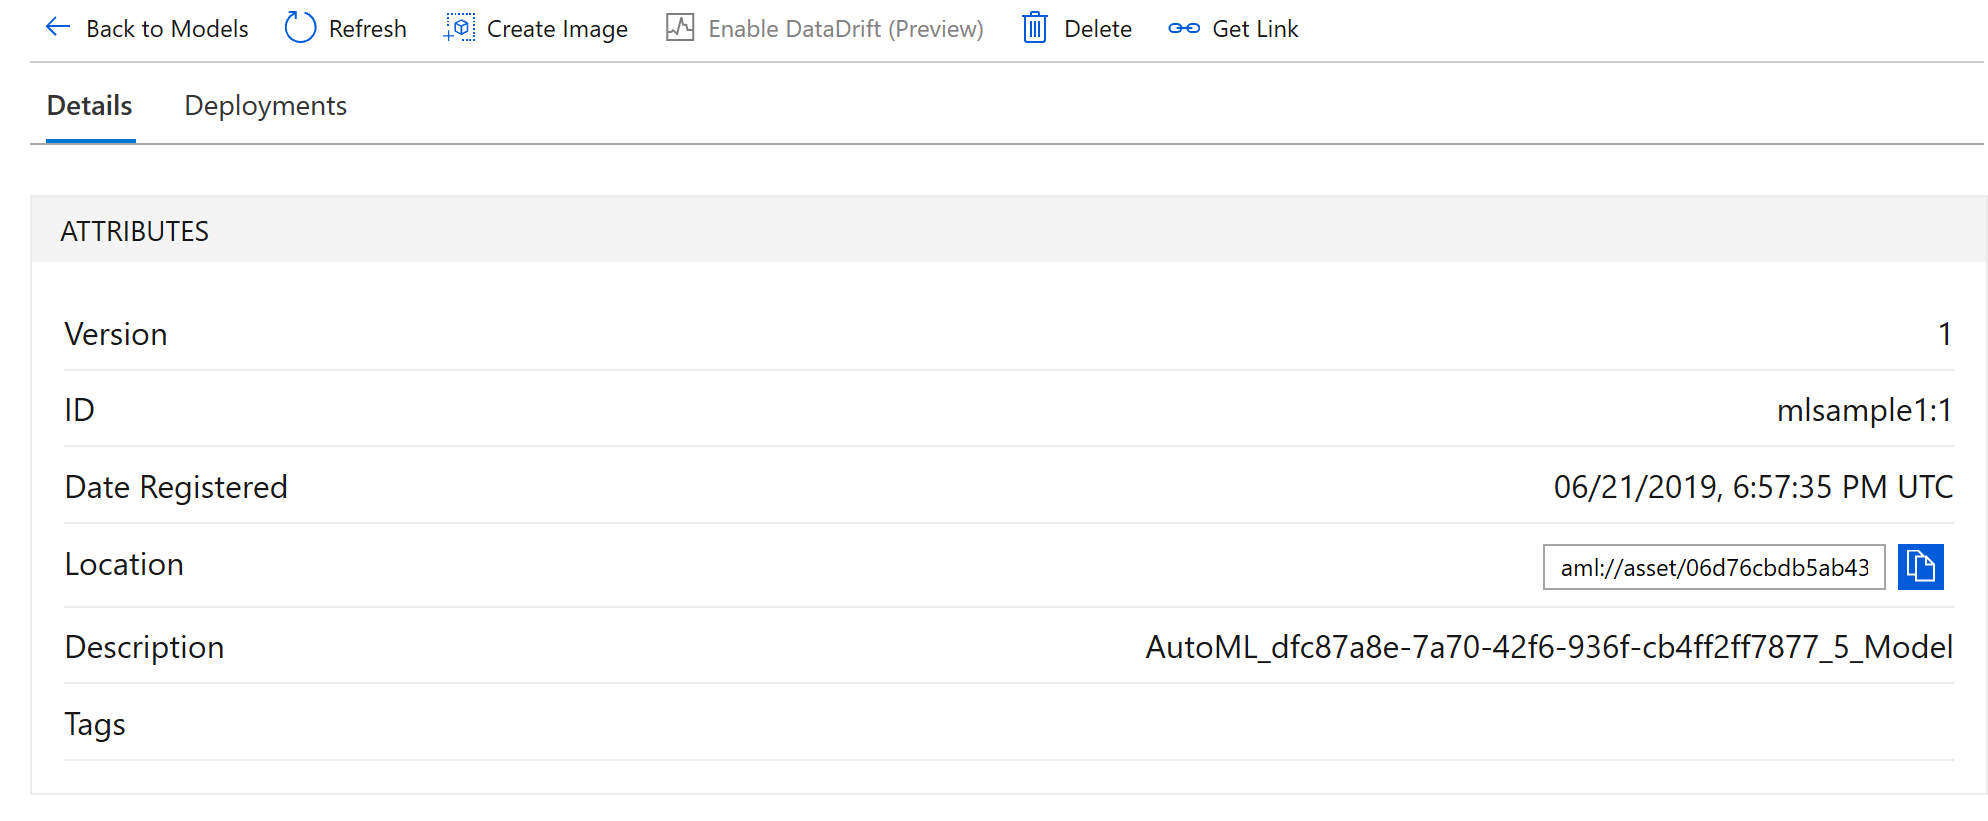 Back to Models Refresh Create Image Enable DataDrift (Preview) Delete Get Link
Details Deployments
ATTRIBUTES
Version 1
ID mlsample1:1
Date Registered 06/21/2019, 6:57:35 PM UTC
Location aml://asset/06d76cbdb5ab43
Description AutoML_dfc87a8e-7a70-42f6-936f-cb4ff2ff7877_5_Model
Tags